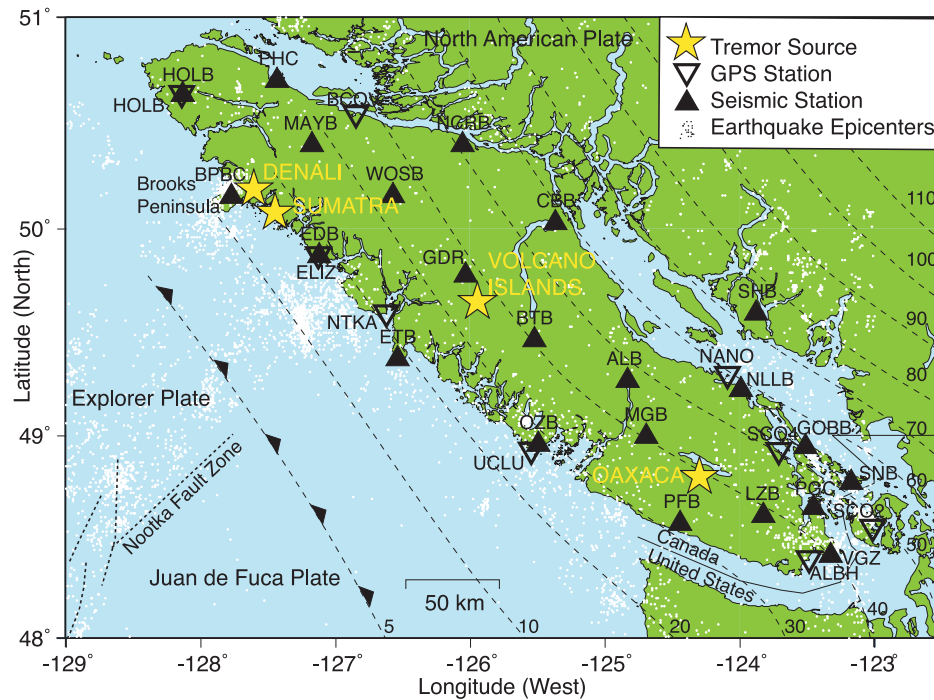 51°
50°
49°
48°
-129
-128
-127
-126
-125
-124
-123
Latitude (North)
Longitude (West)
North American Plate
Tremor Source
GPS Station
Seismic Station
Earthquake Epicenters
PHC
HOLB
HOLB
BCOV
MAYB
NCRB
DENALI
BPBC
WOSB
Brooks
Peninsula
SUMATRA
CBB
EDB
ELIZ
GDR
VOLCANO
ISLANDS
NTKA
ETB
BTB
SHB
ALB
NANO
NLLB
Explorer Plate
OZB
MGB
SCO4
GOBB
UCLU
OAXACA
SNB
PFB
LZB
PGC
SCO2
Nootka Fault Zone
Canada
United States
VGZ
ALBH
Juan de Fuca Plate
50 km
5
10
20
30
40
50
60
70
80
90
100
110